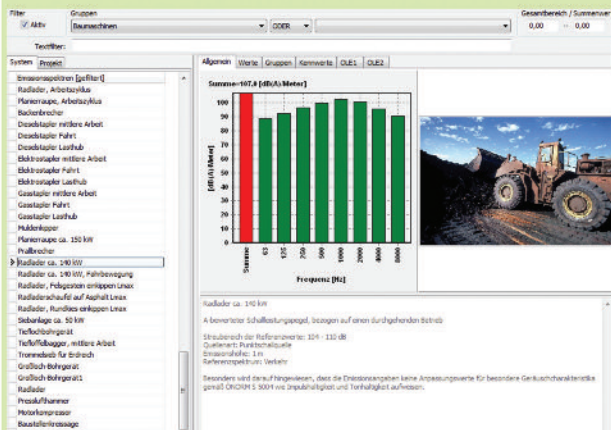 Filter
Gruppen
Gesamtbereich / Summenwert
Aktiv
Baumaschinen
ODER
0,00 -- 0,00
Textfilter:
System Projekt
Allgemein Werte Gruppen Kennwerte OLE1 OLE2
Emissionsspektren [gefiltert]
Radlader, Arbeitszyklus
Planierraupe, Arbeitszyklus
Backenbrecher
Dieselstapler mittlere Arbeit
Dieselstapler Fahrt
Dieselstapler Lasthub
Elektrostapler mittlere Arbeit
Elektrostapler Fahrt
Elektrostapler Lasthub
Gasstapler mittlere Arbeit
Gasstapler Fahrt
Gasstapler Lasthub
Muldenkipper
Planierraupe ca. 150 kW
Prallbrecher
Radlader ca. 140 kW
Radlader ca. 140 kW, Fahrbewegung
Radlader, Felsgestein einkippen Lmax
Radladerschaufel auf Asphalt Lmax
Radlader, Rundkies einkippen Lmax
Siebanlage ca. 50 kW
Tieflochbohrgerät
Tieflöffelbagger, mittlere Arbeit
Trommelsieb für Erdreich
Großloch-Bohrgerät
Großloch-Bohrgerät1
Radlader
Presslufthammer
Motorkompressor
Baustellenkreissäge
Summe=107,9 [dB(A)/Meter]
[dB(A)/Meter]
100
90
80
70
60
50
40
30
20
10
0
Summe 63 125 250 500 1000 2000 4000 8000
Frequenz [Hz]
Radlader ca. 140 kW
A-bewerteter Schallleistungspegel, bezogen auf einen durchgehenden Betrieb
Streubereich der Referenzwerte: 104 - 110 dB
Quellenart: Punktschallquelle
Emissionshöhe: 1 m
Referenzspektrum: Verkehr
Besonders wird darauf hingewiesen, dass die Emissionsangaben keine Anpassungswerte für besondere Geräuschcharakteristika
gemäß ÖNORM S 5004 wie Impulshaltigkeit und Tonhaltigkeit aufweisen.